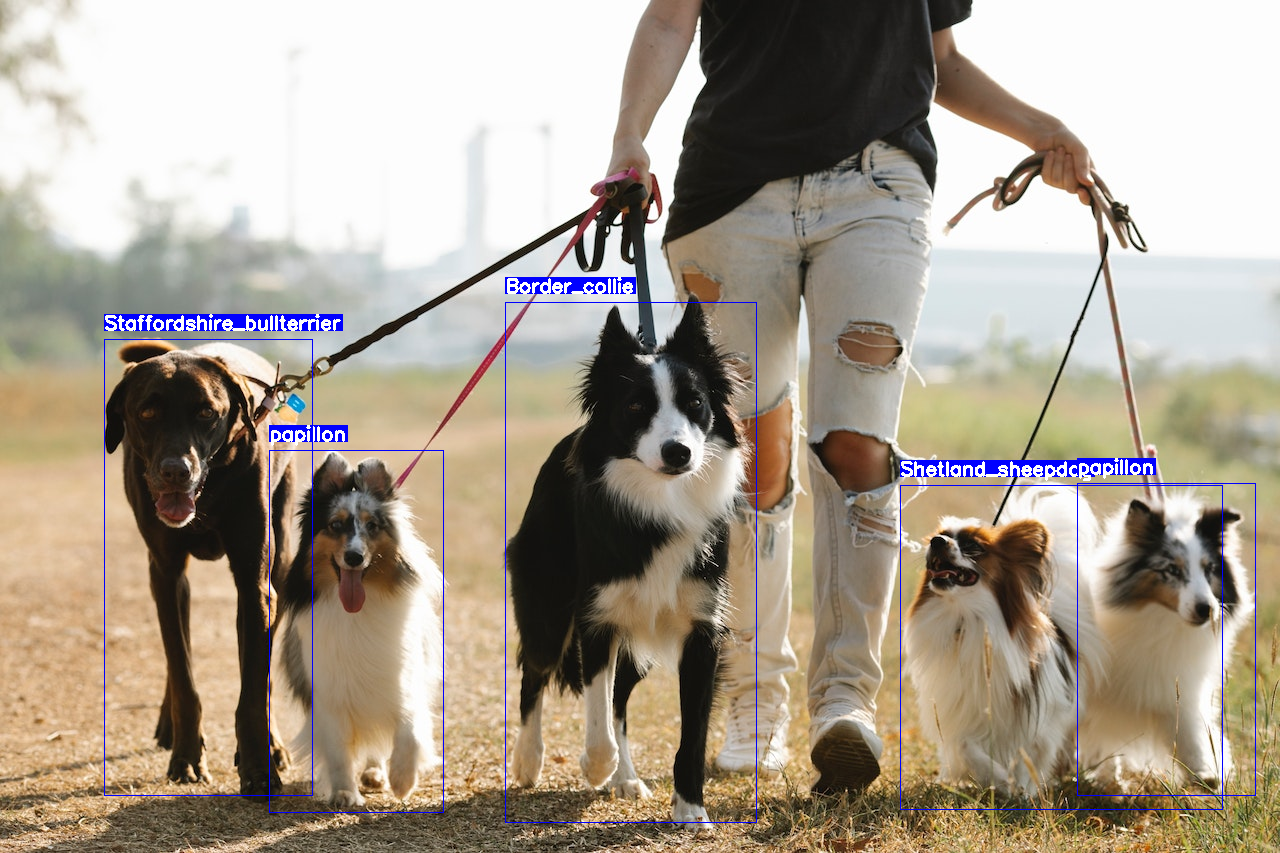 Border_collie
Staffordshire_bullterrier
papillon
Shetland_sheepdo
papillon